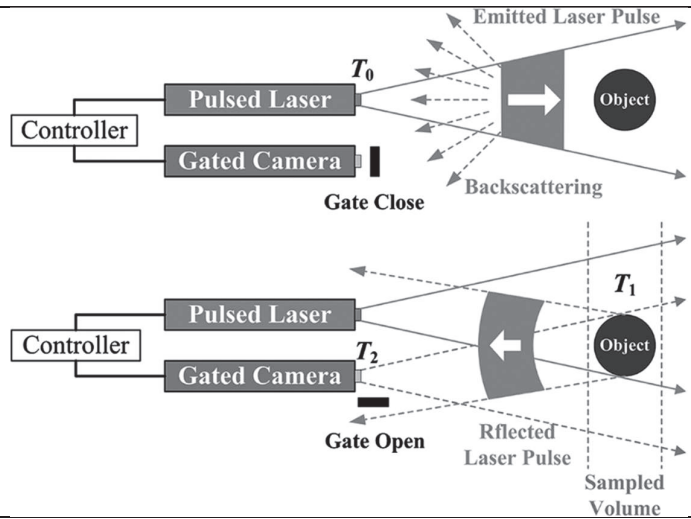 Emitted Laser Pulse
T0
Pulsed Laser
Object
Controller
Gated Camera
Backscattering
Gate Close
T1
Pulsed Laser
Object
Controller
T2
Gated Camera
Gate Open
Rflected
Laser Pulse
Sampled
Volume